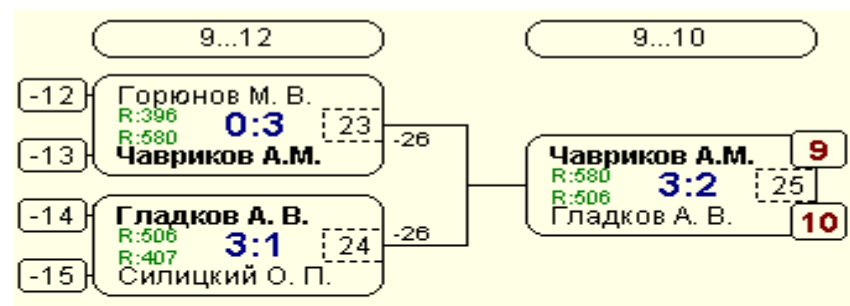 9...12
9...10
-12
Горюнов М. В.
R:396
0:3
23
R:580
-13
Чавриков А.М.
-26
-14
Гладков А. В.
R:506
3:1
24
R:407
-15
Силицкий О. П.
-26
Чавриков А.М.
9
R:580
3:2
25
R:506
Гладков А. В.
10